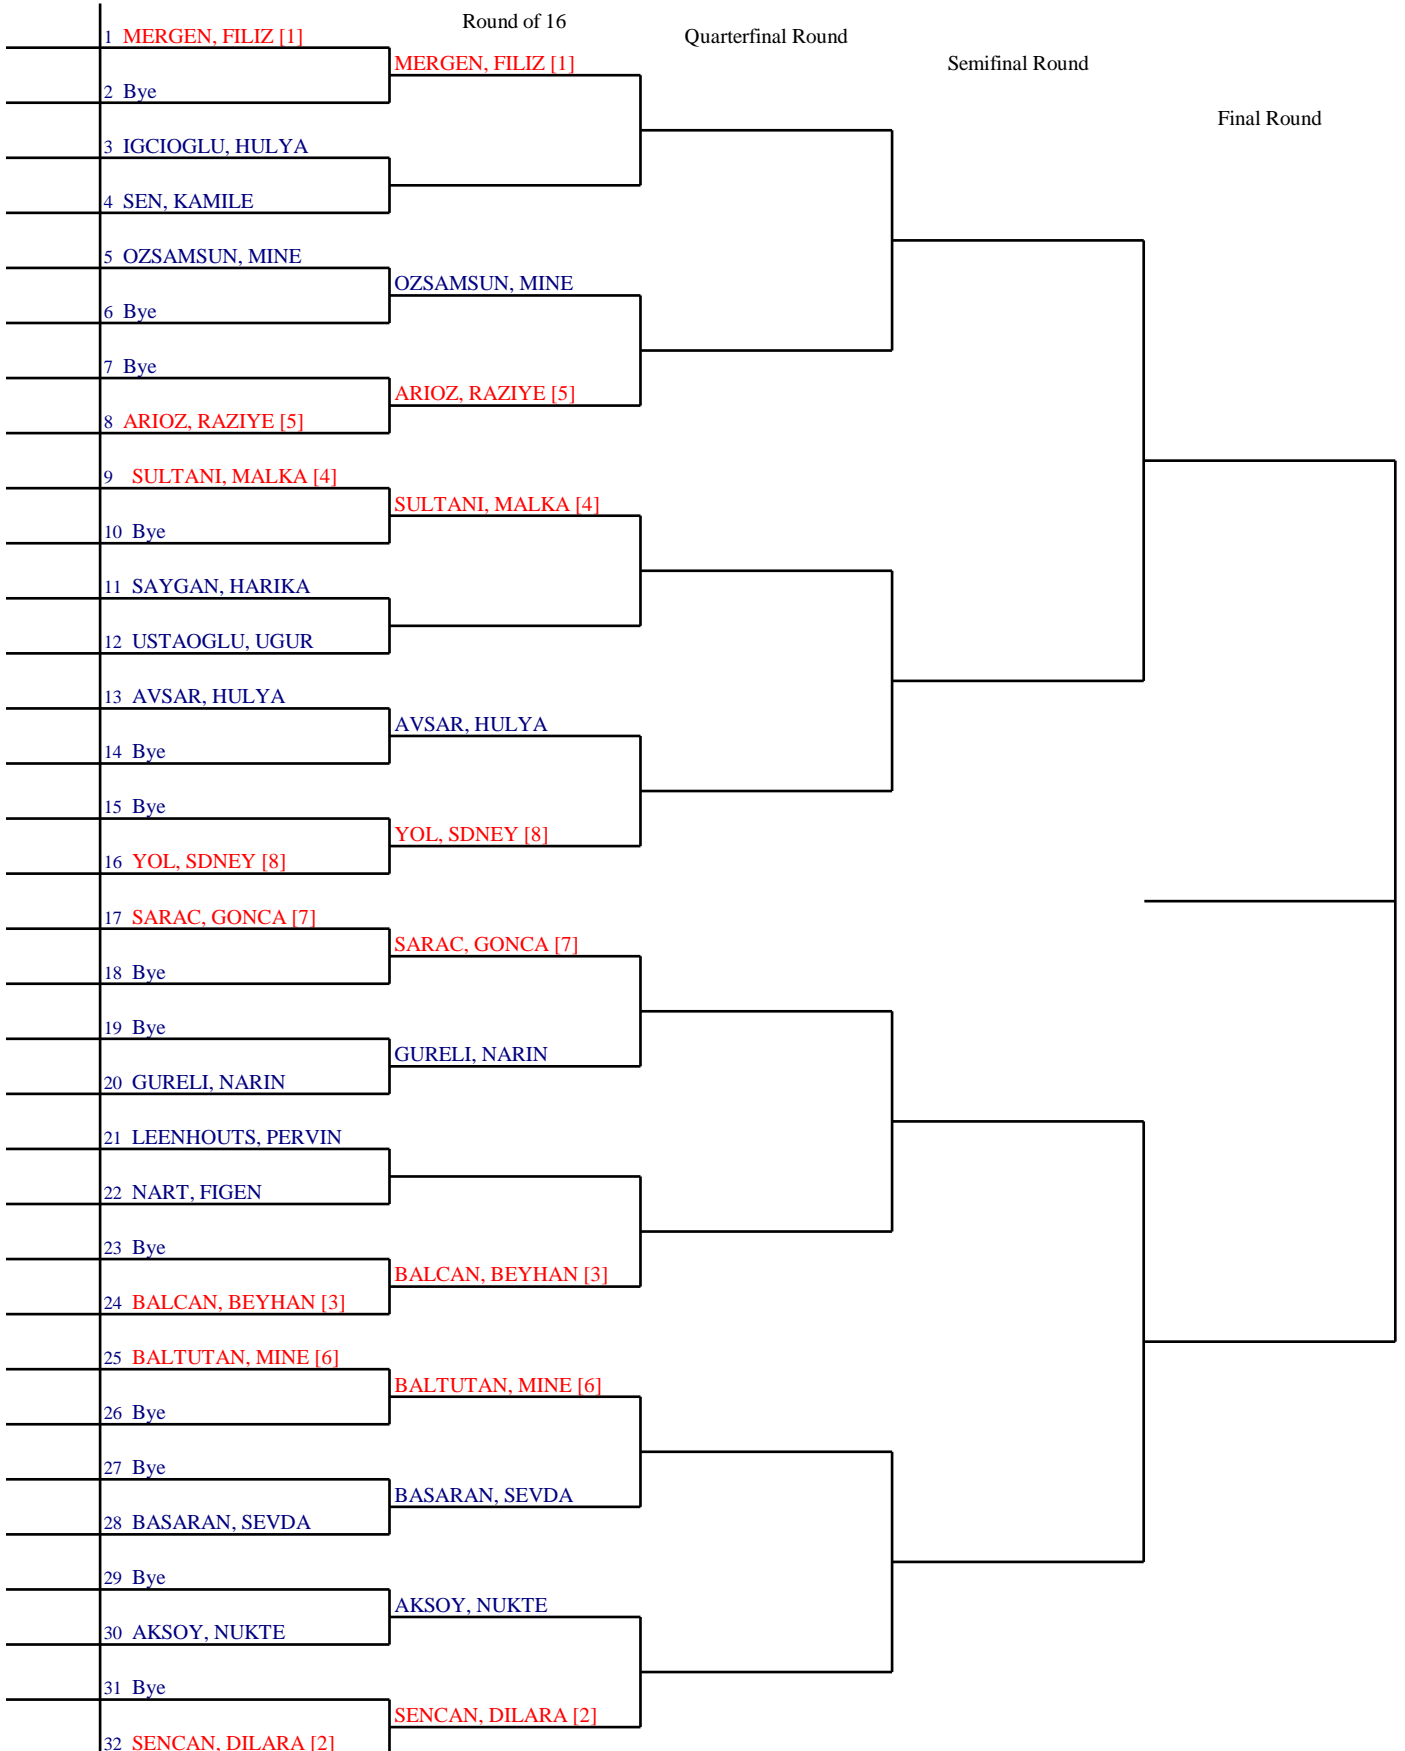 Round of 16
Quarterfinal Round
Semifinal Round
Final Round
1 MERGEN, FILIZ [1]
MERGEN, FILIZ [1]
2 Bye
3 IGCIOGLU, HULYA
4 SEN, KAMILE
5 OZSAMSUN, MINE
OZSAMSUN, MINE
6 Bye
7 Bye
ARIOZ, RAZIYE [5]
8 ARIOZ, RAZIYE [5]
9 SULTANI, MALKA [4]
SULTANI, MALKA [4]
10 Bye
11 SAYGAN, HARIKA
12 USTAOGLU, UGUR
13 AVSAR, HULYA
AVSAR, HULYA
14 Bye
15 Bye
YOL, SDNEY [8]
16 YOL, SDNEY [8]
17 SARAC, GONCA [7]
SARAC, GONCA [7]
18 Bye
19 Bye
GURELI, NARIN
20 GURELI, NARIN
21 LEENHOUTS, PERVIN
22 NART, FIGEN
23 Bye
BALCAN, BEYHAN [3]
24 BALCAN, BEYHAN [3]
25 BALTUTAN, MINE [6]
BALTUTAN, MINE [6]
26 Bye
27 Bye
BASARAN, SEVDA
28 BASARAN, SEVDA
29 Bye
AKSOY, NUKTE
30 AKSOY, NUKTE
31 Bye
SENCAN, DILARA [2]
32 SENCAN, DILARA [2]